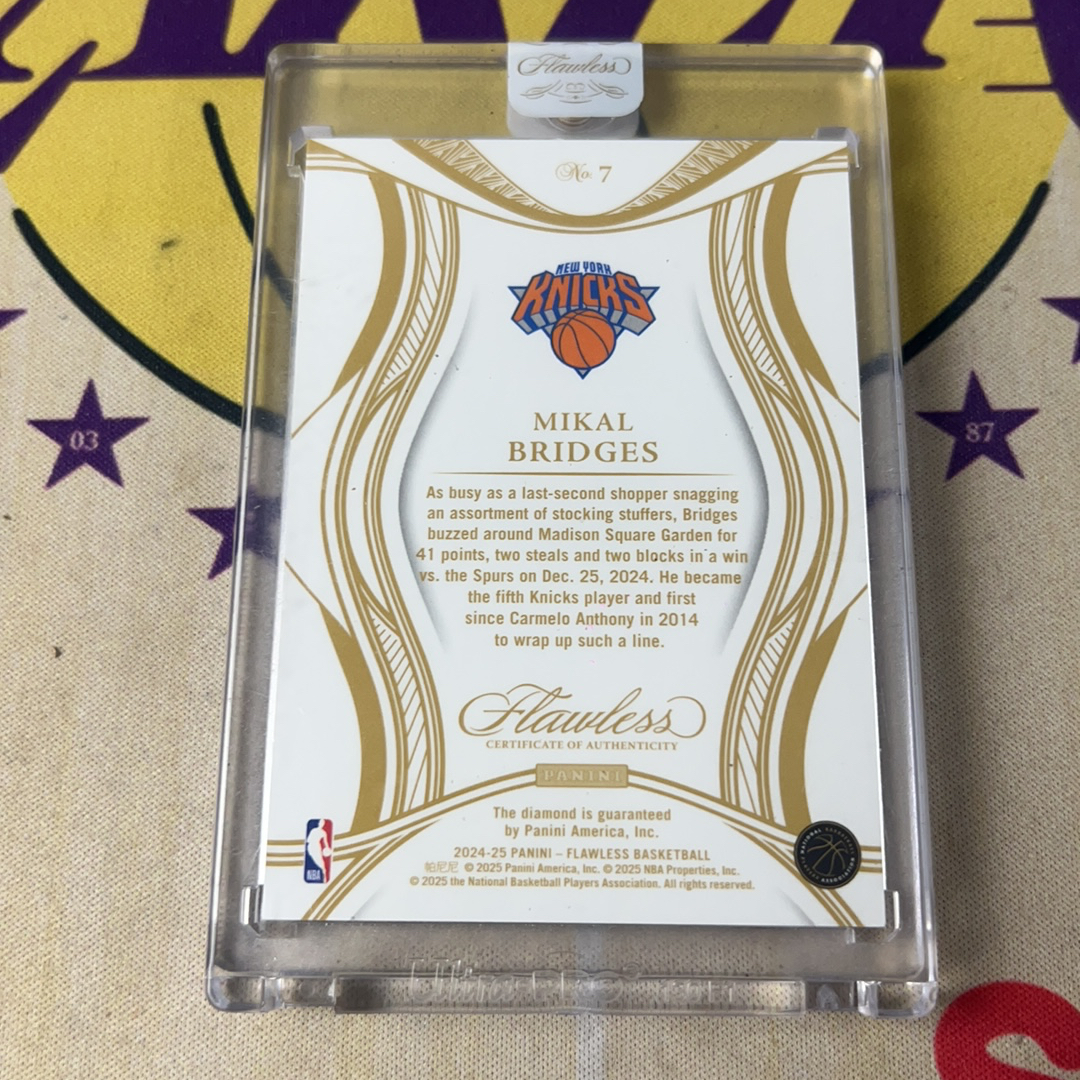 Flawless
No. 7
NEW YORK
KNICKS
MIKAL
BRIDGES
As busy as a last-second shopper snagging
an assortment of stocking stuffers, Bridges
buzzed around Madison Square Garden for
41 points, two steals and two blocks in a win
vs. the Spurs on Dec. 25, 2024. He became
the fifth Knicks player and first
since Carmelo Anthony in 2014
to wrap up such a line.
Flawless
CERTIFICATE OF AUTHENTICITY
PANINI
The diamond is guaranteed
by Panini America, Inc.
2024-25 PANINI – FLAWLESS BASKETBALL
帕尼尼 © 2025 Panini America, Inc. © 2025 NBA Properties, Inc.
© 2025 the National Basketball Players Association. All rights reserved.
NBA
03
87